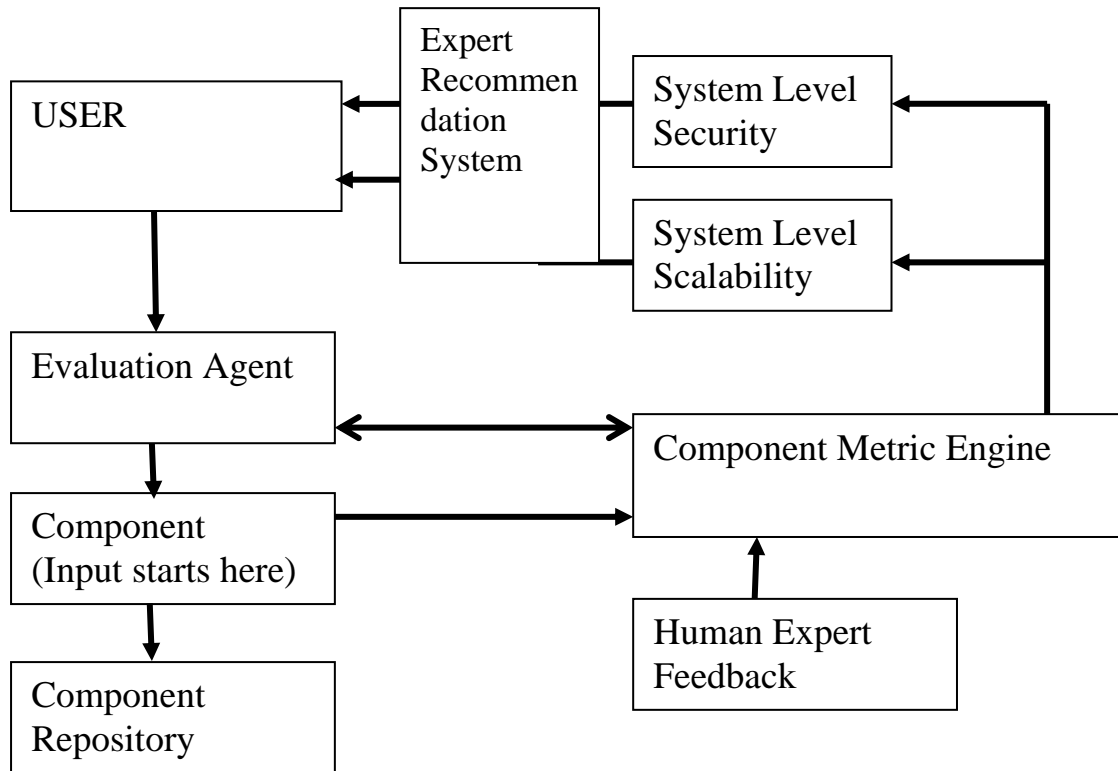 Expert
Recommen
dation
System
System Level
Security
USER
System Level
Scalability
Evaluation Agent
Component Metric Engine
Component
(Input starts here)
Human Expert
Feedback
Component
Repository